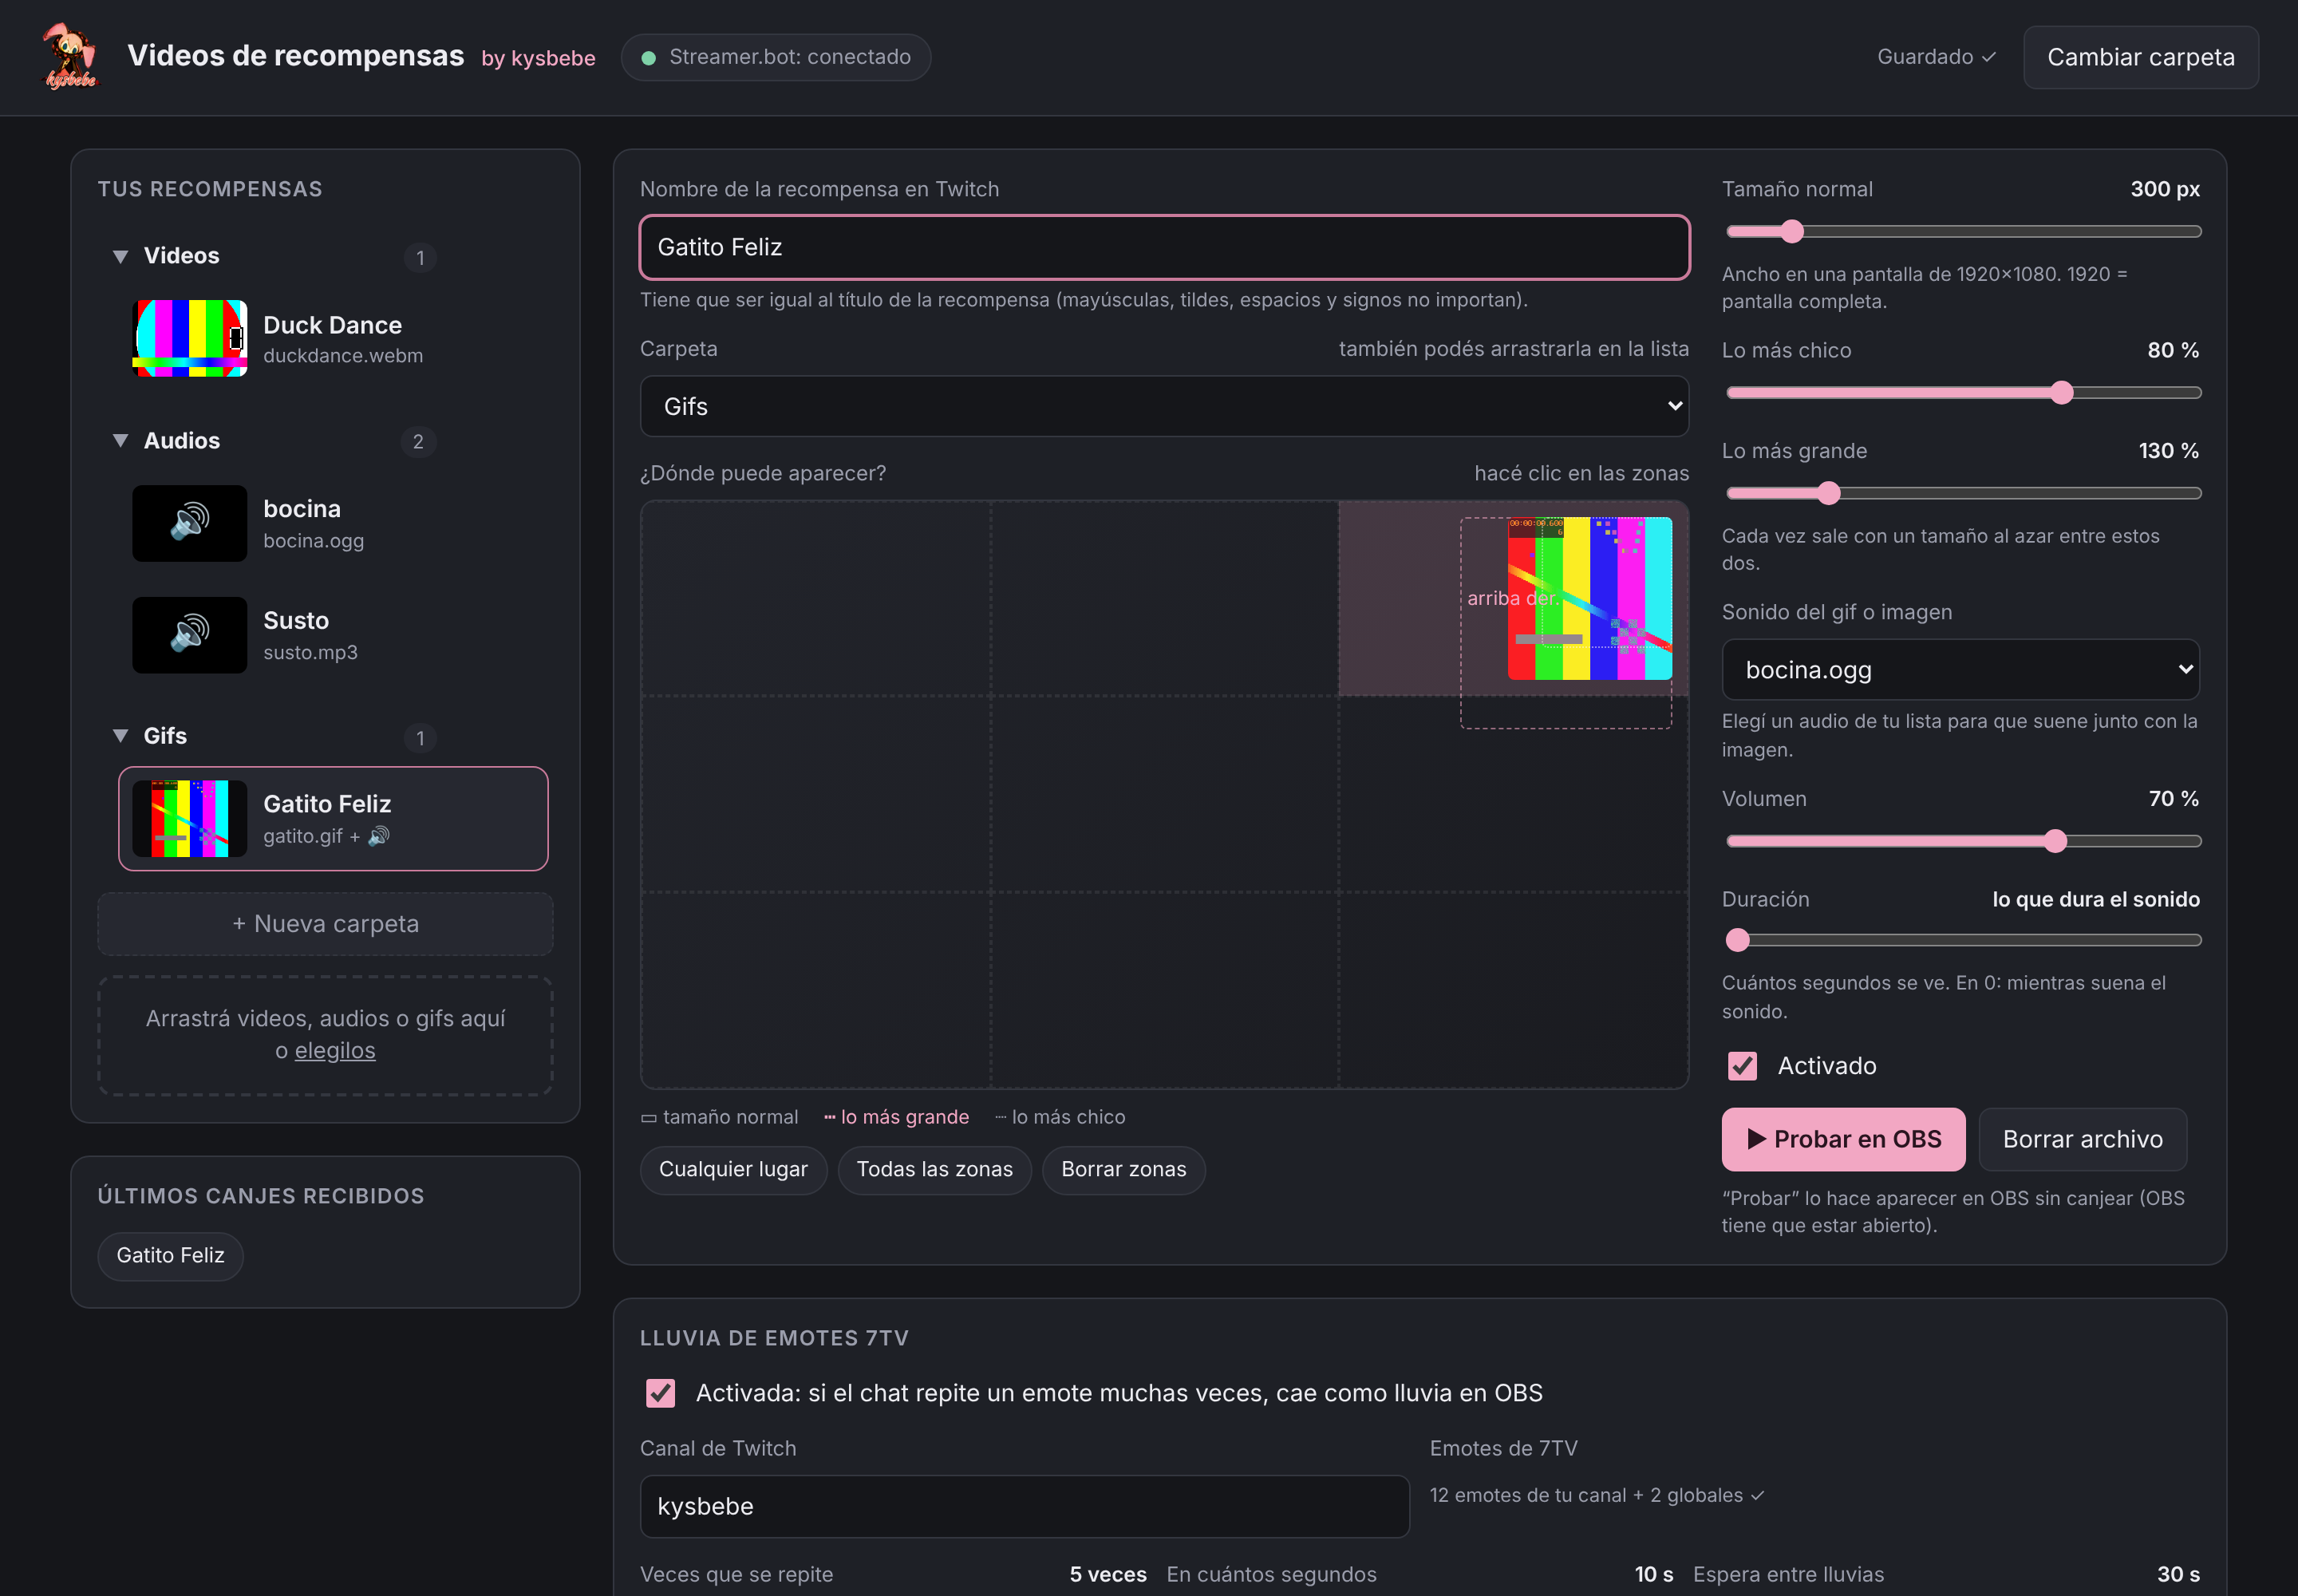 kysbebe
Videos de recompensas by kysbebe
Streamer.bot: conectado
Guardado ✓
Cambiar carpeta
TUS RECOMPENSAS
▼ Videos 1
Duck Dance
duckdance.webm
▼ Audios 2
bocina
bocina.ogg
Susto
susto.mp3
▼ Gifs 1
Gatito Feliz
gatito.gif + 🔊
+ Nueva carpeta
Arrastrá videos, audios o gifs aquí
o elegilos
ÚLTIMOS CANJES RECIBIDOS
Gatito Feliz
Nombre de la recompensa en Twitch
Gatito Feliz
Tiene que ser igual al título de la recompensa (mayúsculas, tildes, espacios y signos no importan).
Carpeta
también podés arrastrarla en la lista
Gifs
¿Dónde puede aparecer?
hacé clic en las zonas
00:00:00.600
6
arriba der.
▭ tamaño normal
┅ lo más grande
┈ lo más chico
Cualquier lugar
Todas las zonas
Borrar zonas
Tamaño normal 300 px
Ancho en una pantalla de 1920×1080. 1920 =
pantalla completa.
Lo más chico 80 %
Lo más grande 130 %
Cada vez sale con un tamaño al azar entre estos
dos.
Sonido del gif o imagen
bocina.ogg
Elegí un audio de tu lista para que suene junto con la
imagen.
Volumen 70 %
Duración lo que dura el sonido
Cuántos segundos se ve. En 0: mientras suena el
sonido.
Activado
▶ Probar en OBS
Borrar archivo
“Probar” lo hace aparecer en OBS sin canjear (OBS
tiene que estar abierto).
LLUVIA DE EMOTES 7TV
Activada: si el chat repite un emote muchas veces, cae como lluvia en OBS
Canal de Twitch
kysbebe
Emotes de 7TV
12 emotes de tu canal + 2 globales ✓
Veces que se repite 5 veces
En cuántos segundos 10 s
Espera entre lluvias 30 s